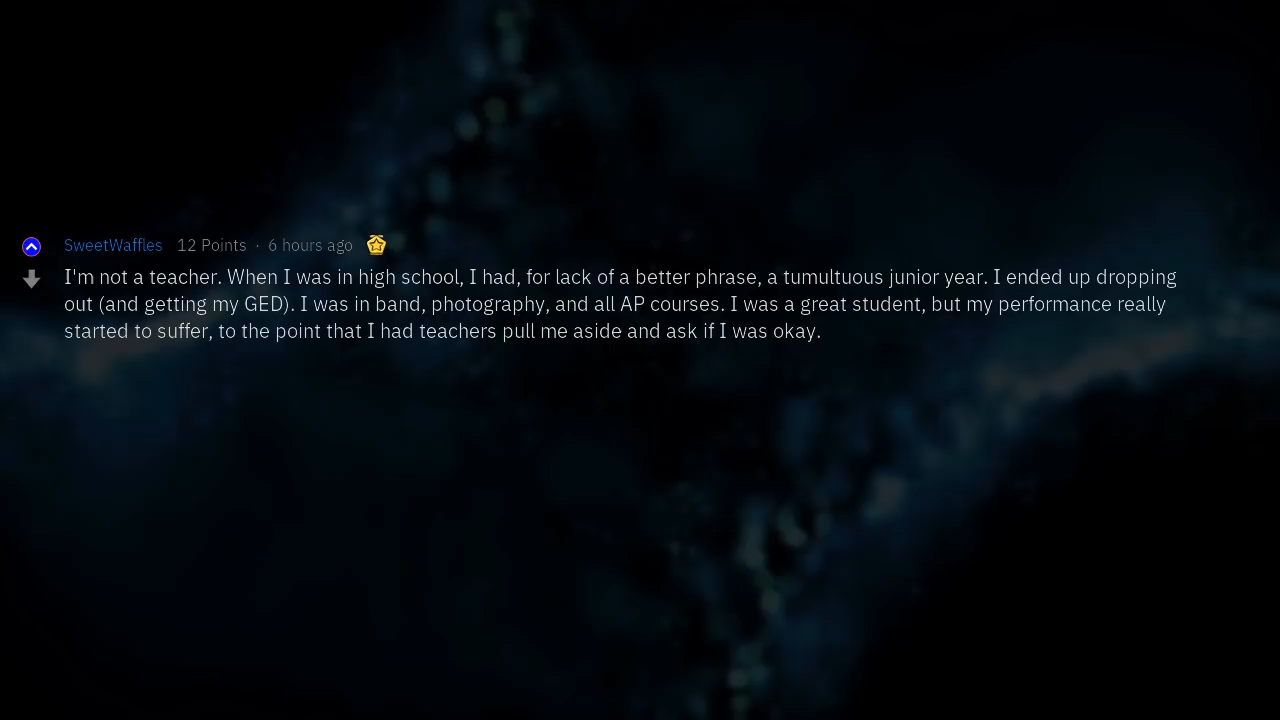 SweetWaffles 12 Points · 6 hours ago
I'm not a teacher. When I was in high school, I had, for lack of a better phrase, a tumultuous junior year. I ended up dropping
out (and getting my GED). I was in band, photography, and all AP courses. I was a great student, but my performance really
started to suffer, to the point that I had teachers pull me aside and ask if I was okay.